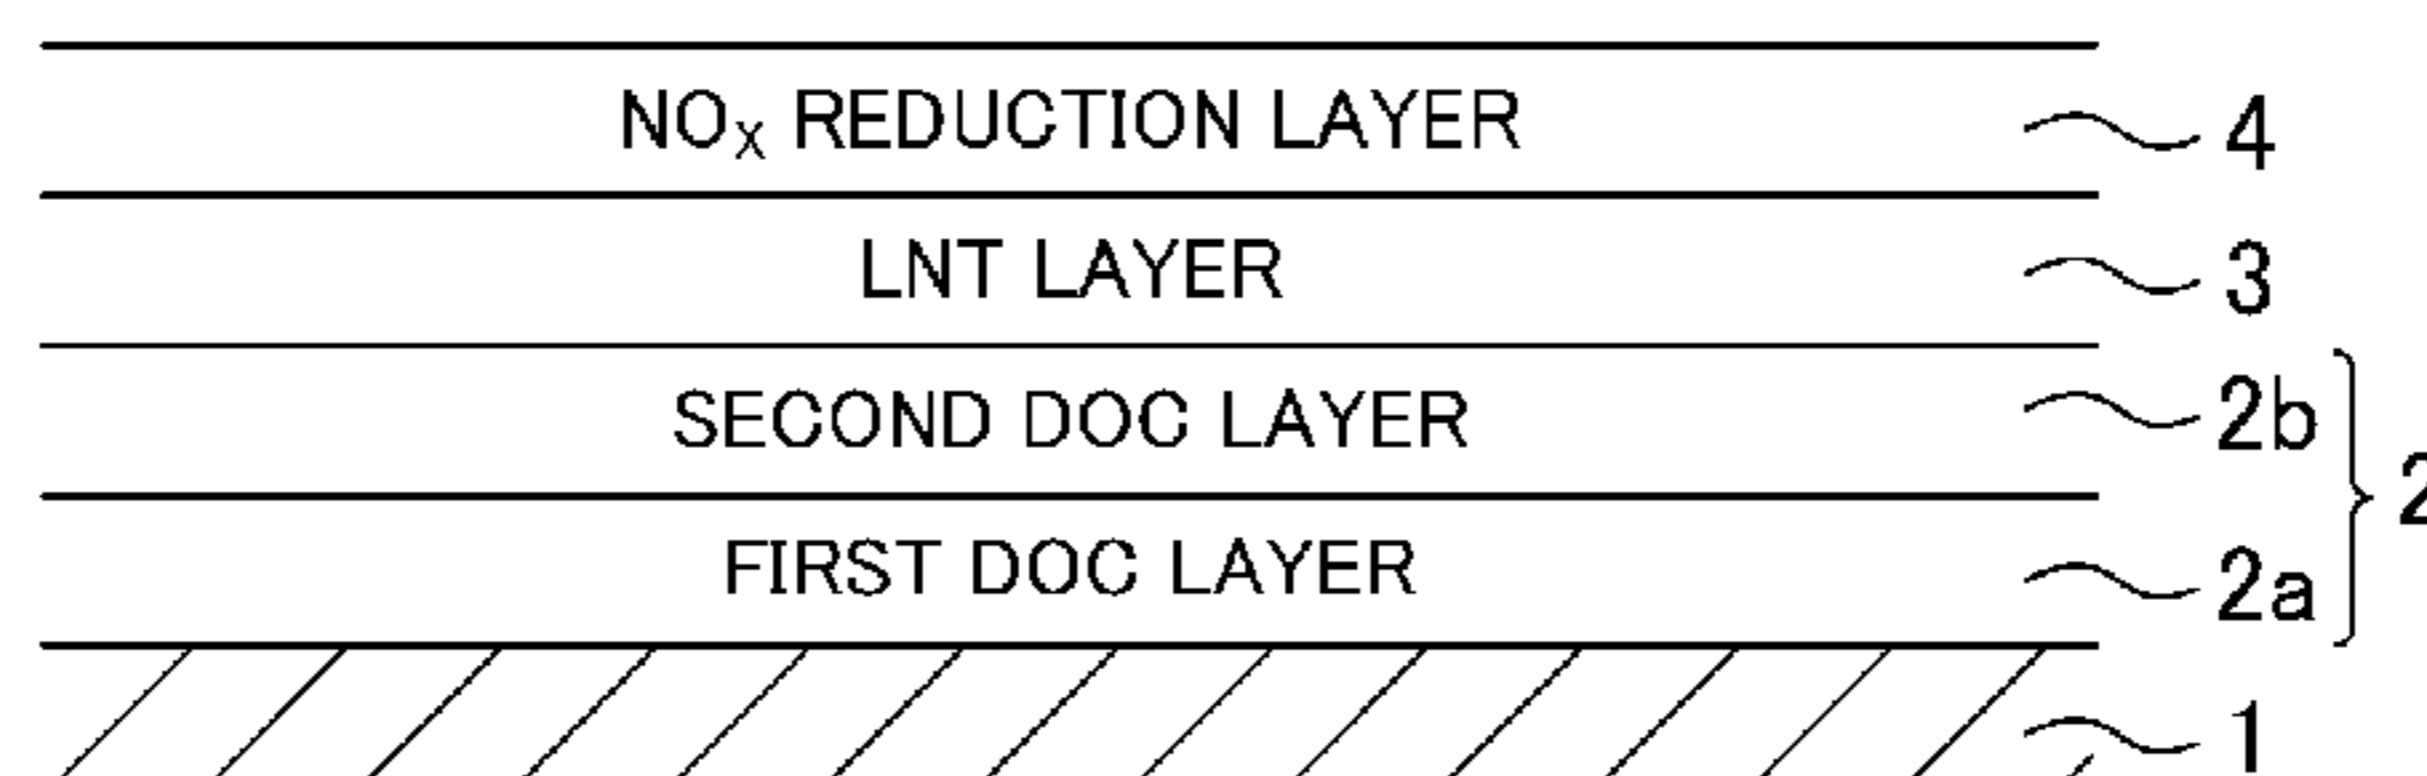 NOX REDUCTION LAYER 4
LNT LAYER 3
SECOND DOC LAYER 2b
2
FIRST DOC LAYER 2a
1